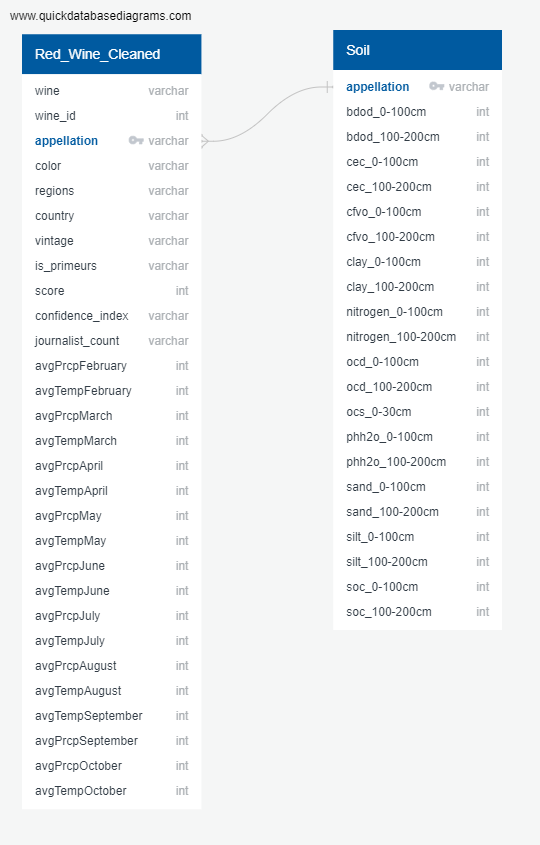 www.quickdatabasediagrams.com
Red_Wine_Cleaned
wine varchar
wine_id int
appellation varchar
color varchar
regions varchar
country varchar
vintage varchar
is_primeurs varchar
score int
confidence_index varchar
journalist_count varchar
avgPrcpFebruary int
avgTempFebruary int
avgPrcpMarch int
avgTempMarch int
avgPrcpApril int
avgTempApril int
avgPrcpMay int
avgTempMay int
avgPrcpJune int
avgTempJune int
avgPrcpJuly int
avgTempJuly int
avgPrcpAugust int
avgTempAugust int
avgTempSeptember int
avgPrcpSeptember int
avgPrcpOctober int
avgTempOctober int
Soil
appellation varchar
bdod_0-100cm int
bdod_100-200cm int
cec_0-100cm int
cec_100-200cm int
cfvo_0-100cm int
cfvo_100-200cm int
clay_0-100cm int
clay_100-200cm int
nitrogen_0-100cm int
nitrogen_100-200cm int
ocd_0-100cm int
ocd_100-200cm int
ocs_0-30cm int
phh2o_0-100cm int
phh2o_100-200cm int
sand_0-100cm int
sand_100-200cm int
silt_0-100cm int
silt_100-200cm int
soc_0-100cm int
soc_100-200cm int